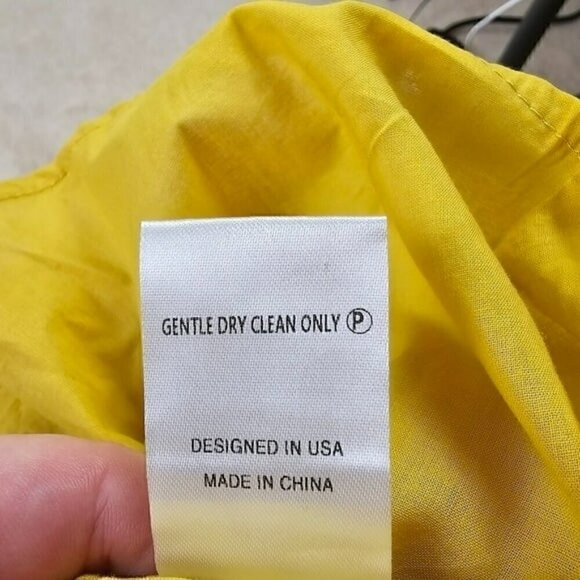 GENTLE DRY CLEAN ONLY Ⓟ
DESIGNED IN USA
MADE IN CHINA